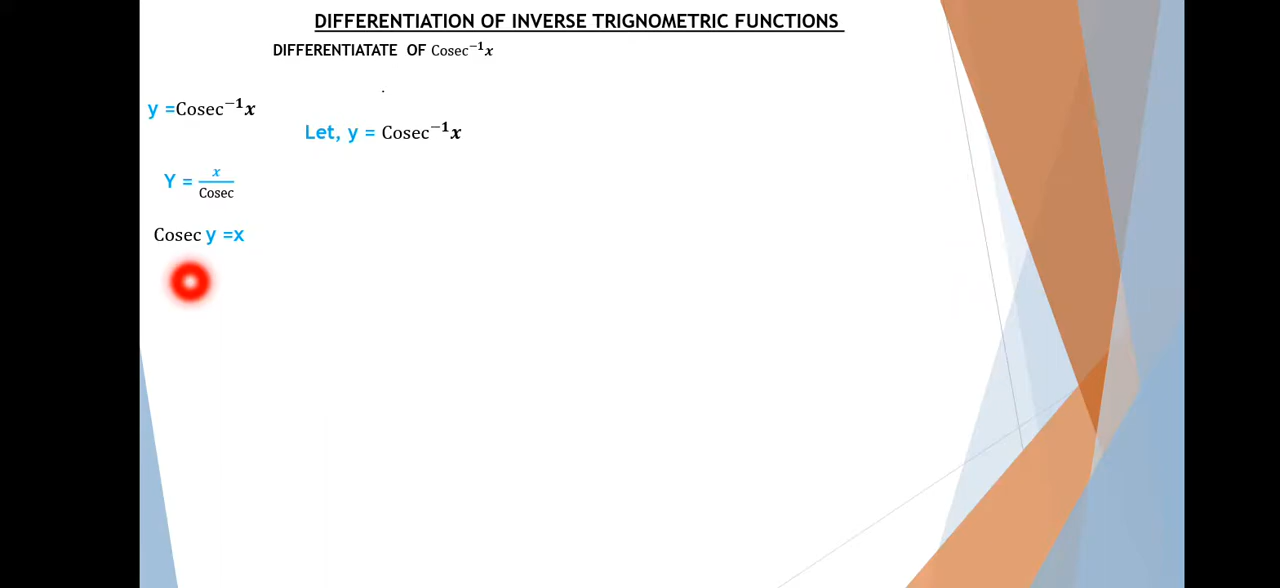 DIFFERENTIATION OF INVERSE TRIGNOMETRIC FUNCTIONS
DIFFERENTIATATE OF Cosec⁻¹x
y =Cosec⁻¹x
Let, y = Cosec⁻¹x
Y = x/Cosec
Cosec y =x